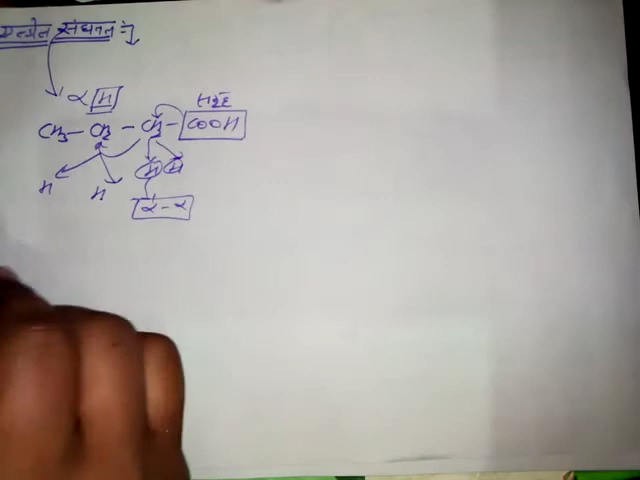 संघनन :-
α H
CH3 - CH2 - CH2 - COOH
H H
H H
α - α